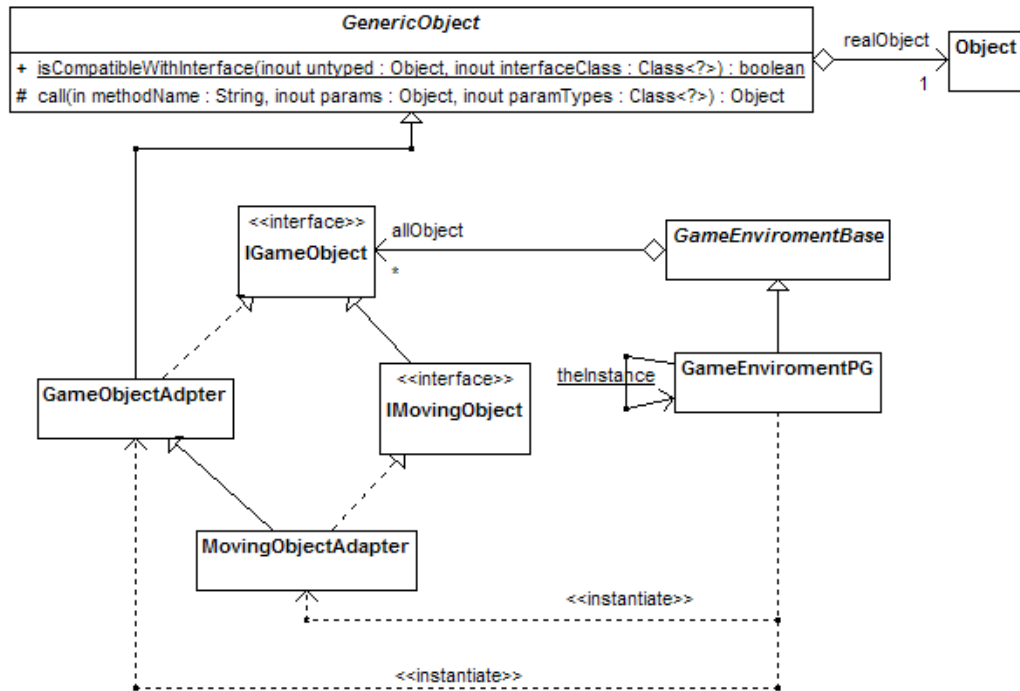 GenericObject
+ isCompatibleWithInterface(inout untyped : Object, inout interfaceClass : Class<?>) : boolean
# call(in methodName : String, inout params : Object, inout paramTypes : Class<?>) : Object
realObject
1
Object
<<interface>>
IGameObject
allObject
*
GameEnviromentBase
GameObjectAdpter
<<interface>>
IMovingObject
theInstance
GameEnviromentPG
MovingObjectAdapter
<<instantiate>>
<<instantiate>>